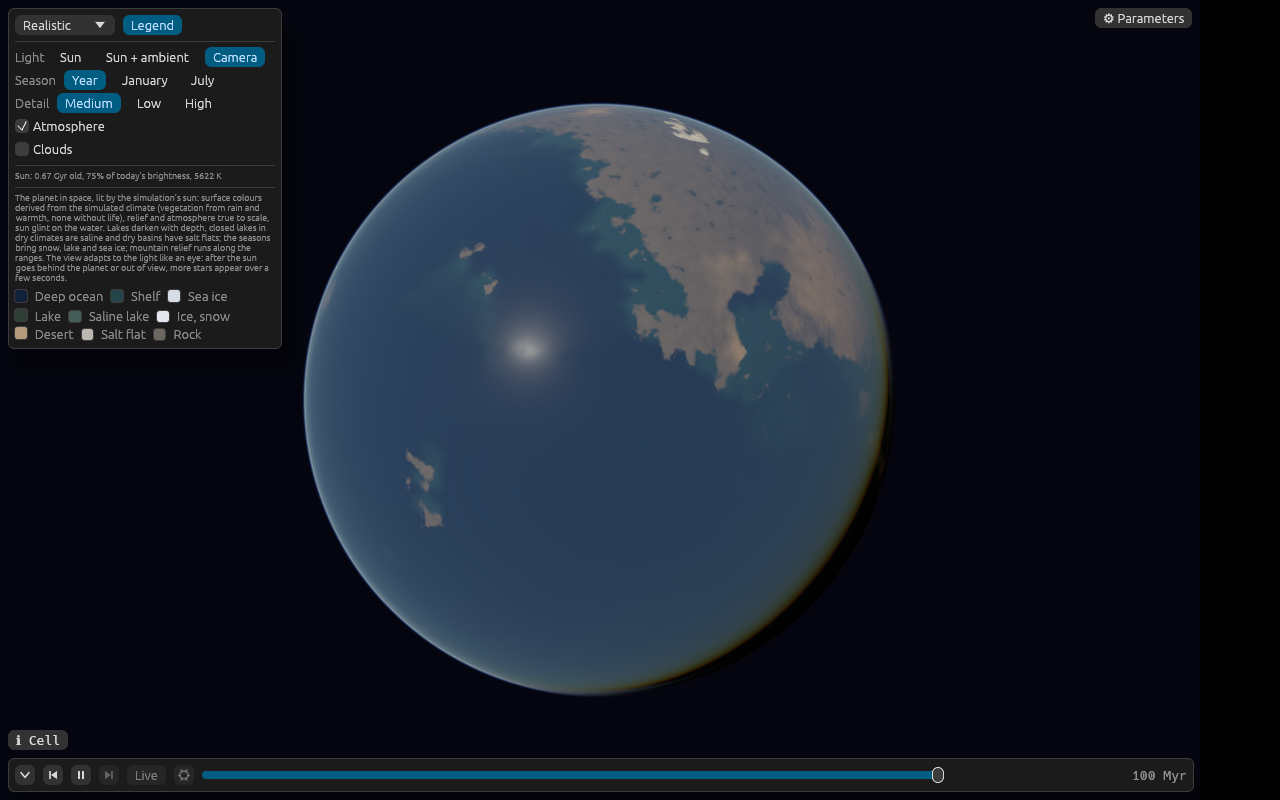 Realistic Legend
Parameters
Light Sun Sun + ambient Camera
Season Year January July
Detail Medium Low High
Atmosphere
Clouds
Sun: 0.67 Gyr old, 75% of today's brightness, 5622 K
The planet in space, lit by the simulation's sun: surface colours
derived from the simulated climate (vegetation from rain and
warmth, none without life), relief and atmosphere true to scale,
sun glint on the water. Lakes darken with depth, closed lakes in
dry climates are saline and dry basins have salt flats; the seasons
bring snow, lake and sea ice; mountain relief runs along the
ranges. The view adapts to the light like an eye: after the sun
goes behind the planet or out of view, more stars appear over a
few seconds.
Deep ocean Shelf Sea ice
Lake Saline lake Ice, snow
Desert Salt flat Rock
Cell
Live 100 Myr